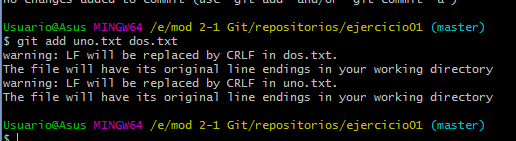 no changes added to commit (use "git add" and/or "git commit -a")
Usuario@Asus MINGW64 /e/mod 2-1 Git/repositorios/ejercicio01 (master)
$ git add uno.txt dos.txt
warning: LF will be replaced by CRLF in dos.txt.
The file will have its original line endings in your working directory
warning: LF will be replaced by CRLF in uno.txt.
The file will have its original line endings in your working directory
Usuario@Asus MINGW64 /e/mod 2-1 Git/repositorios/ejercicio01 (master)
$